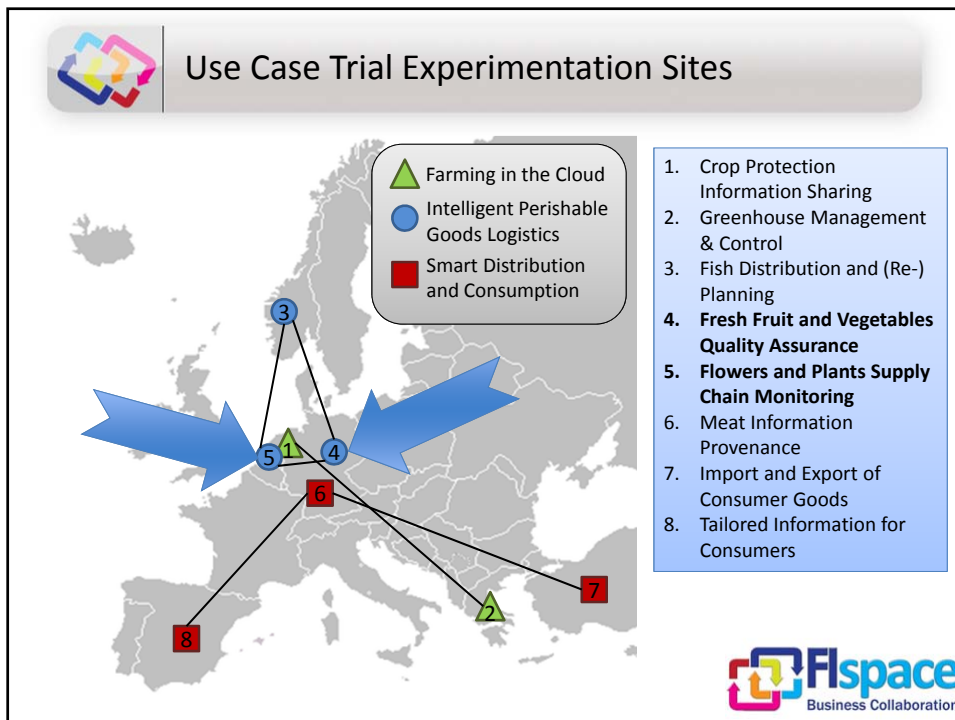 Use Case Trial Experimentation Sites
Farming in the Cloud
Intelligent Perishable
Goods Logistics
Smart Distribution
and Consumption
3
5
1
4
6
2
7
8
1. Crop Protection
Information Sharing
2. Greenhouse Management
& Control
3. Fish Distribution and (Re-)
Planning
4. Fresh Fruit and Vegetables
Quality Assurance
5. Flowers and Plants Supply
Chain Monitoring
6. Meat Information
Provenance
7. Import and Export of
Consumer Goods
8. Tailored Information for
Consumers
FIspace
Business Collaboration